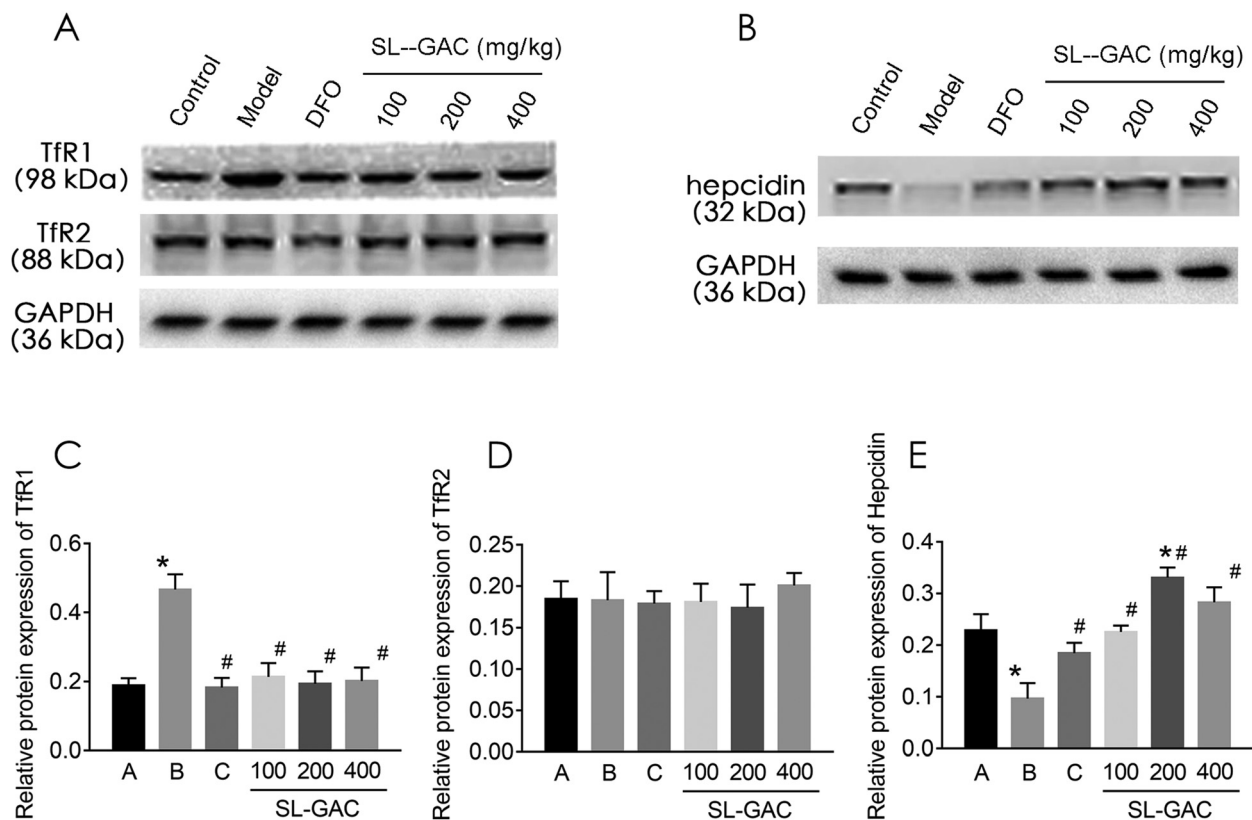 A
SL--GAC (mg/kg)
Control
Model
DFO
100
200
400
TfR1
(98 kDa)
TfR2
(88 kDa)
GAPDH
(36 kDa)
B
SL--GAC (mg/kg)
Control
Model
DFO
100
200
400
hepcidin
(32 kDa)
GAPDH
(36 kDa)
C
Relative protein expression of TfR1
0.6
0.4
0.2
0.0
*
#
#
#
#
A B C 100 200 400
SL-GAC
D
Relative protein expression of TfR2
0.25
0.20
0.15
0.10
0.05
0.00
A B C 100 200 400
SL-GAC
E
Relative protein expression of Hepcidin
0.4
0.3
0.2
0.1
0.0
*
#
#
*#
#
A B C 100 200 400
SL-GAC